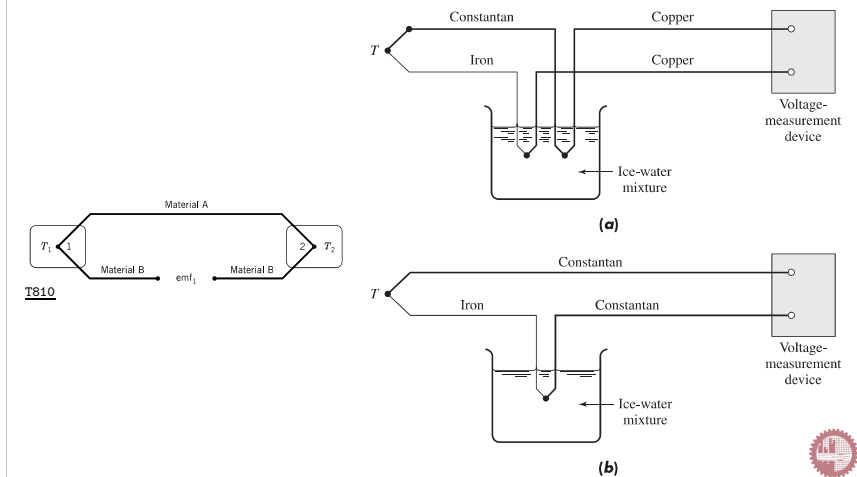 Material A
T1 1
2 T2
Material B
emf1
Material B
T810
Constantan
Copper
T
Iron
Copper
Voltage-
measurement
device
Ice-water
mixture
(a)
Constantan
T
Iron
Constantan
Voltage-
measurement
device
Ice-water
mixture
(b)